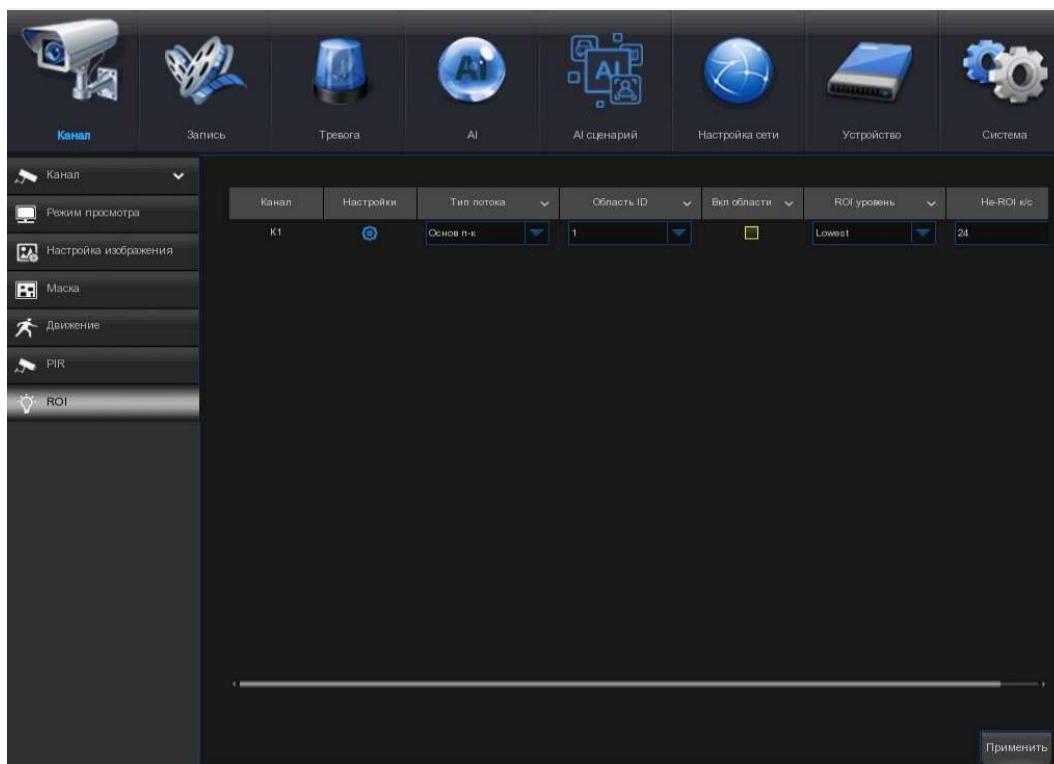 Канал Запись Тревога AI AI сценарий Настройка сети Устройство Система
Канал
Режим просмотра
Настройка изображения
Маска
Движение
PIR
ROI
Канал Настройки Тип потока Область ID Вкл области ROI уровень Не-ROI к/с
К1 Основ п-к 1 Lowest 24
Применить